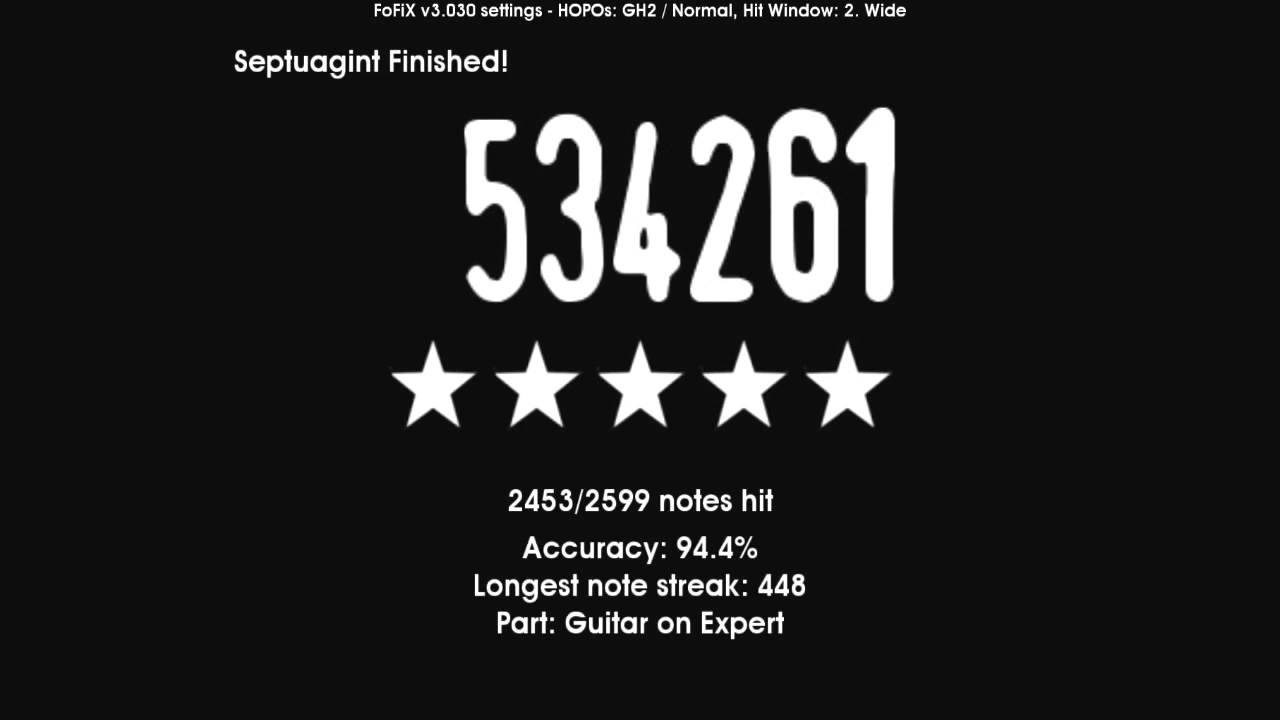 FoFiX v3.030 settings - HOPOs: GH2 / Normal, Hit Window: 2. Wide
Septuagint Finished!
534261
2453/2599 notes hit
Accuracy: 94.4%
Longest note streak: 448
Part: Guitar on Expert